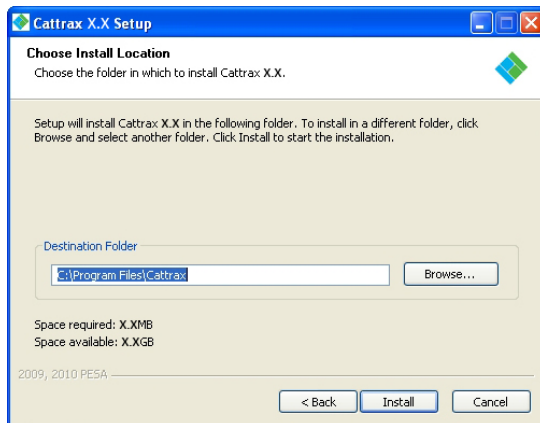 Cattrax X.X Setup
Choose Install Location
Choose the folder in which to install Cattrax X.X.
Setup will install Cattrax X.X in the following folder. To install in a different folder, click
Browse and select another folder. Click Install to start the installation.
Destination Folder
C:\Program Files\Cattrax
Browse...
Space required: X.XMB
Space available: X.XGB
2009, 2010 PESA
< Back
Install
Cancel